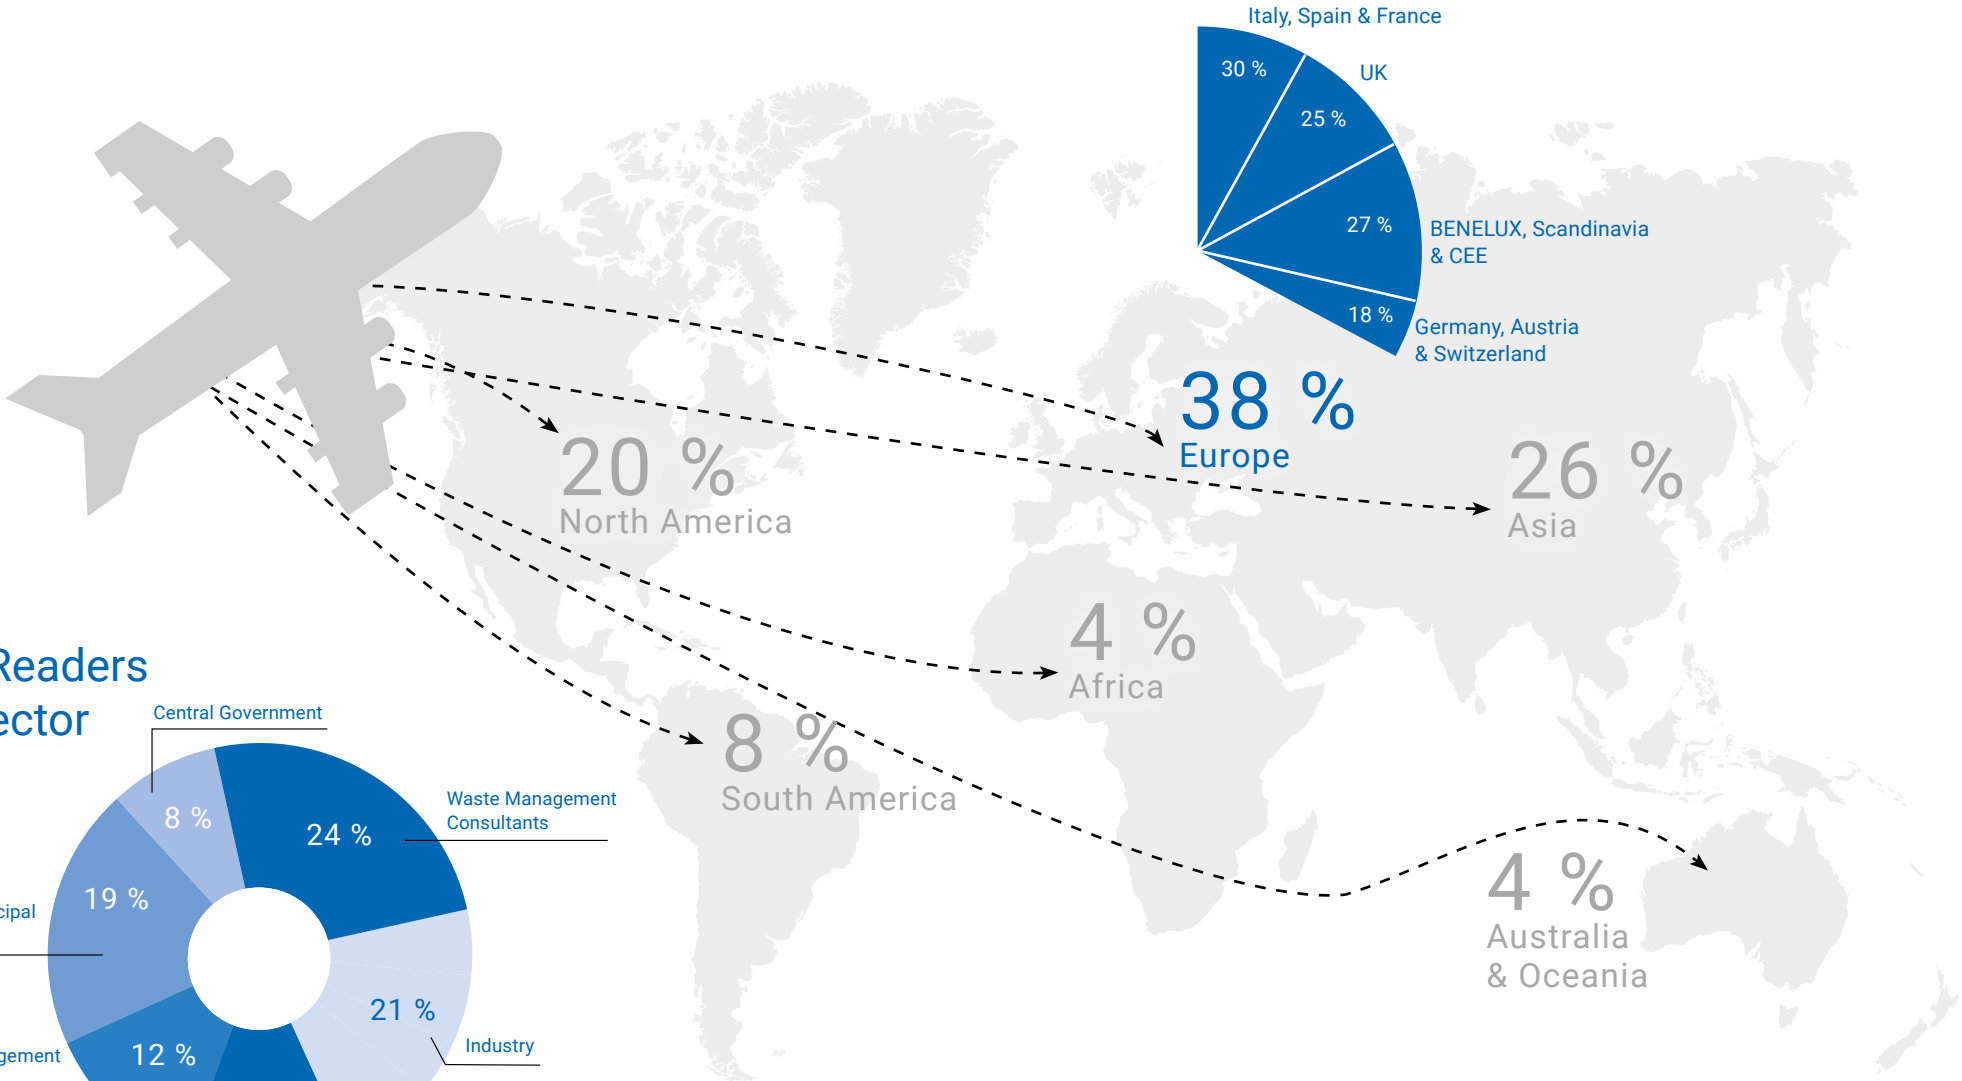 Italy, Spain & France
30 %
UK
25 %
27 %
BENELUX, Scandinavia
& CEE
18 %
Germany, Austria
& Switzerland
38 %
Europe
20 %
North America
26 %
Asia
4 %
Africa
8 %
South America
4 %
Australia
& Oceania
Readers
ector
Central Government
8 %
24 %
Waste Management
Consultants
19 %
cipal
21 %
Industry
12 %
gement